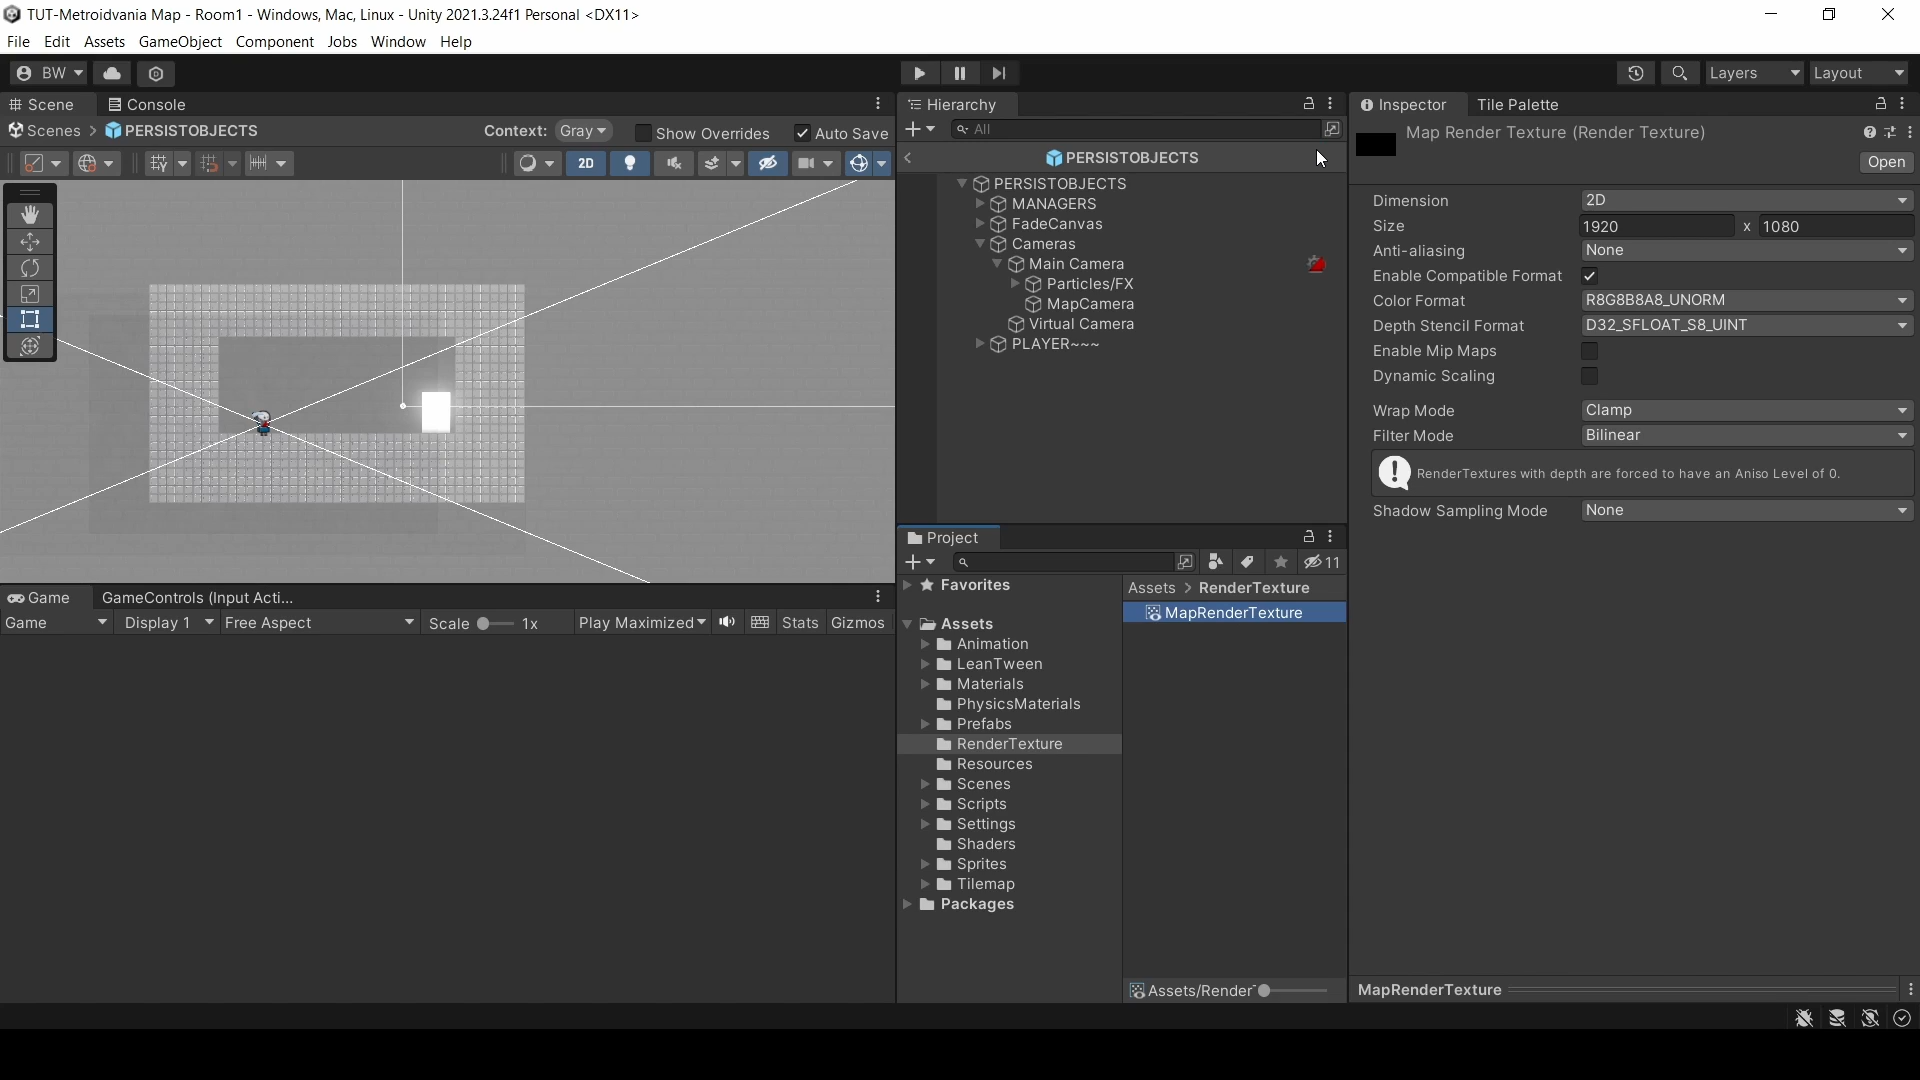 TUT-Metroidvania Map - Room1 - Windows, Mac, Linux - Unity 2021.3.24f1 Personal <DX11>
File Edit Assets GameObject Component Jobs Window Help
BW
Layers
Layout
Scene
Console
Scenes > PERSISTOBJECTS
Context: Gray
Show Overrides
Auto Save
2D
Game
GameControls (Input Acti...
Game
Display 1
Free Aspect
Scale 1x
Play Maximized
Stats
Gizmos
Hierarchy
All
PERSISTOBJECTS
PERSISTOBJECTS
MANAGERS
FadeCanvas
Cameras
Main Camera
Particles/FX
MapCamera
Virtual Camera
PLAYER~~~
Project
11
Favorites
Assets
Animation
LeanTween
Materials
PhysicsMaterials
Prefabs
RenderTexture
Resources
Scenes
Scripts
Settings
Shaders
Sprites
Tilemap
Packages
Assets > RenderTexture
MapRenderTexture
Assets/Render
Inspector
Tile Palette
Map Render Texture (Render Texture)
Open
Dimension 2D
Size 1920 x 1080
Anti-aliasing None
Enable Compatible Format
Color Format R8G8B8A8_UNORM
Depth Stencil Format D32_SFLOAT_S8_UINT
Enable Mip Maps
Dynamic Scaling
Wrap Mode Clamp
Filter Mode Bilinear
RenderTextures with depth are forced to have an Aniso Level of 0.
Shadow Sampling Mode None
MapRenderTexture